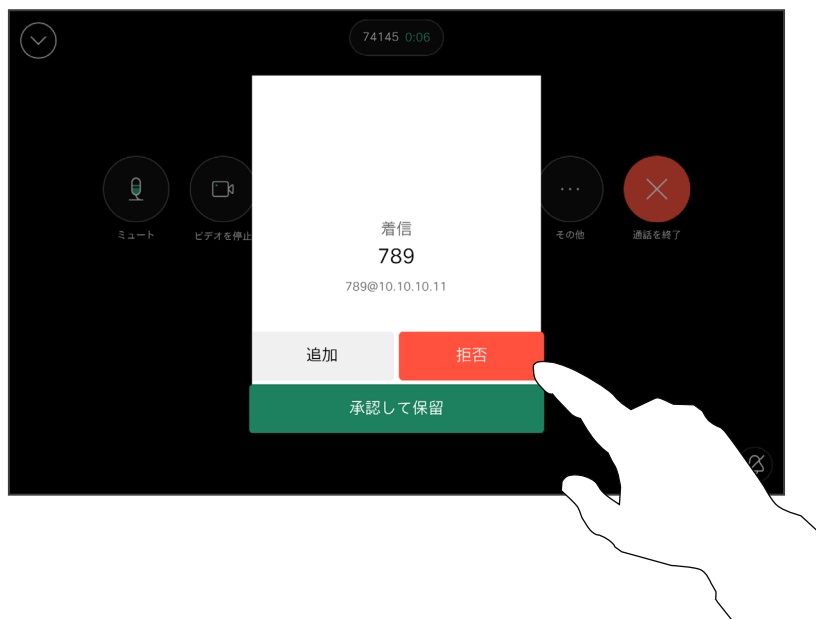 74145 0:06
ミュート
ビデオを停止
その他
通話を終了
着信
789
789@10.10.10.11
追加
拒否
承認して保留